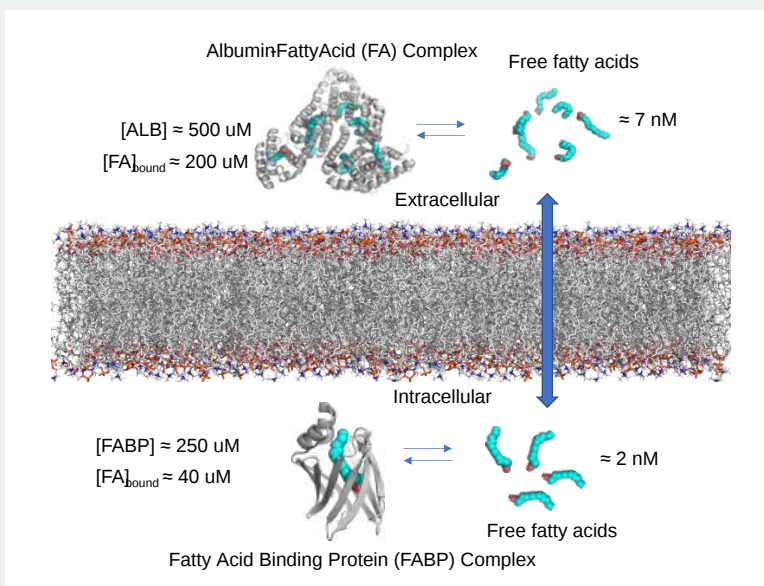 Albumin-FattyAcid (FA) Complex
Free fatty acids
[ALB] ≈ 500 uM
≈ 7 nM
[FA]bound ≈ 200 uM
Extracellular
Intracellular
[FABP] ≈ 250 uM
≈ 2 nM
[FA]bound ≈ 40 uM
Free fatty acids
Fatty Acid Binding Protein (FABP) Complex